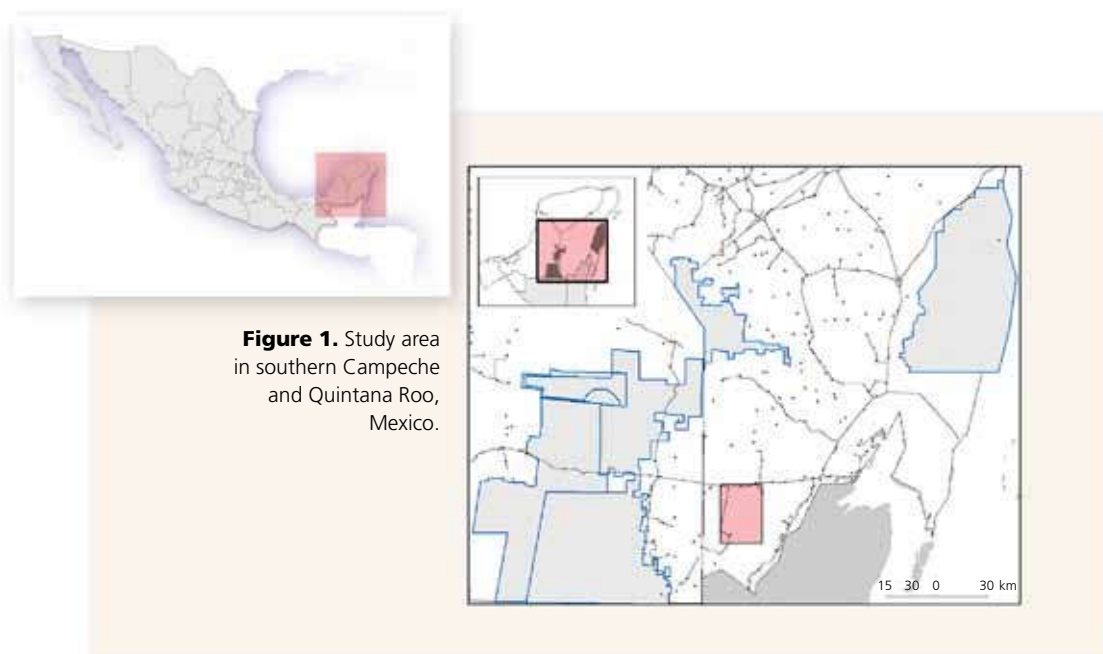 Figure 1. Study area
in southern Campeche
and Quintana Roo,
Mexico.
15 30 0 30 km